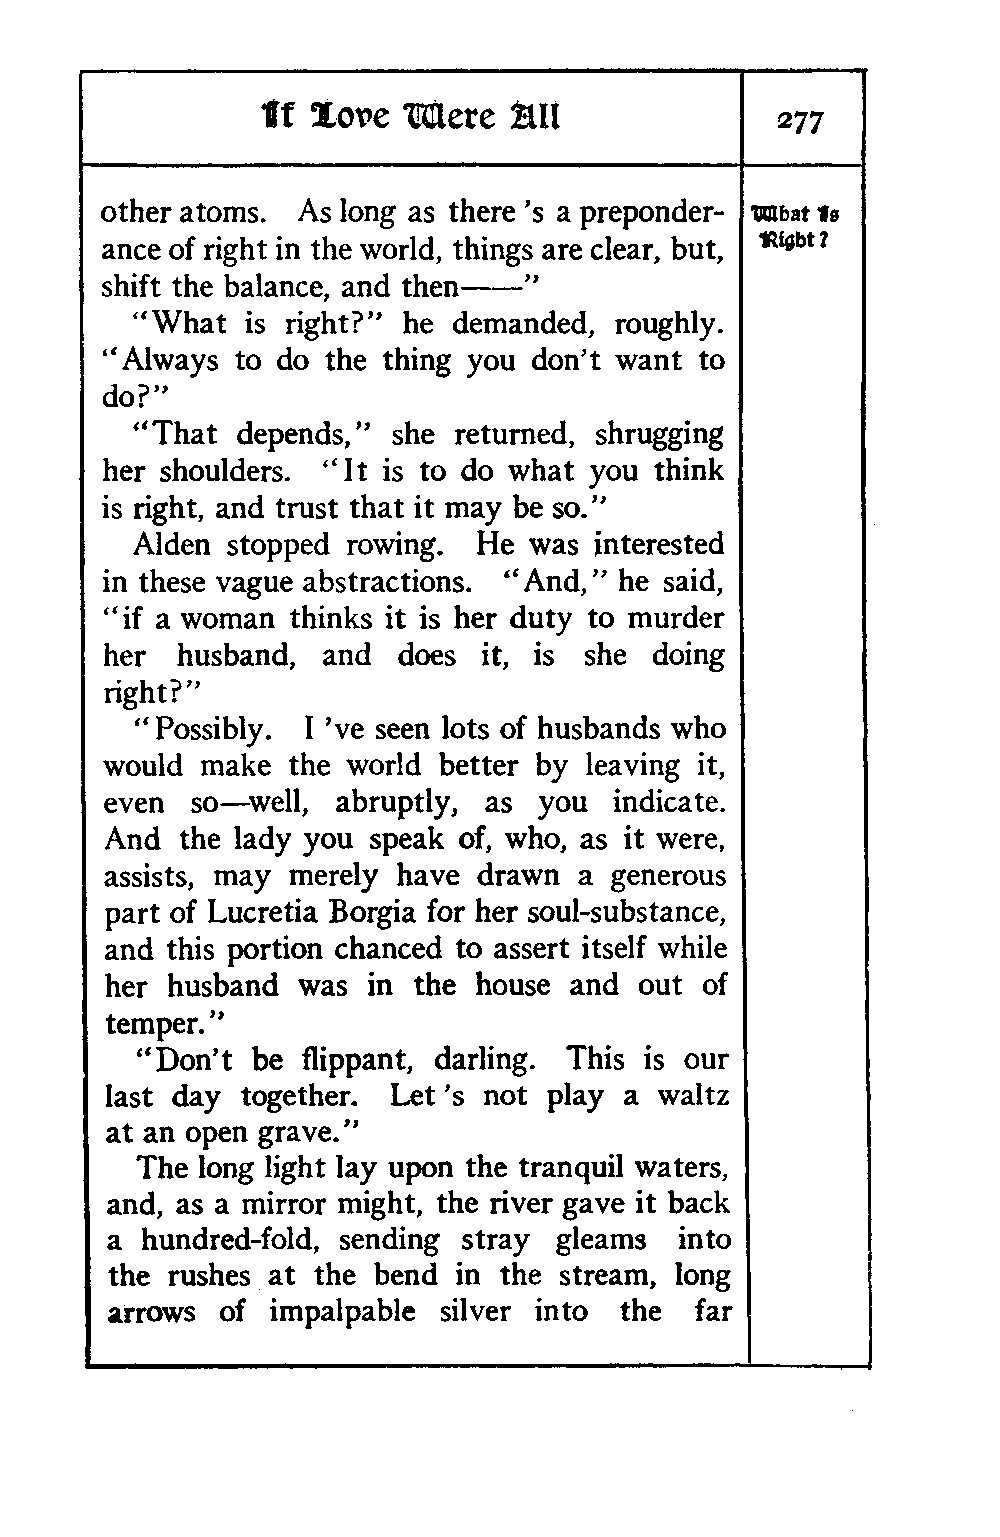 If Love Were All
277
What Is
Right?
other atoms. As long as there 's a preponder-
ance of right in the world, things are clear, but,
shift the balance, and then——"
"What is right?" he demanded, roughly.
"Always to do the thing you don't want to
do?"
"That depends," she returned, shrugging
her shoulders. "It is to do what you think
is right, and trust that it may be so."
Alden stopped rowing. He was interested
in these vague abstractions. "And," he said,
"if a woman thinks it is her duty to murder
her husband, and does it, is she doing
right?"
"Possibly. I 've seen lots of husbands who
would make the world better by leaving it,
even so—well, abruptly, as you indicate.
And the lady you speak of, who, as it were,
assists, may merely have drawn a generous
part of Lucretia Borgia for her soul-substance,
and this portion chanced to assert itself while
her husband was in the house and out of
temper."
"Don't be flippant, darling. This is our
last day together. Let 's not play a waltz
at an open grave."
The long light lay upon the tranquil waters,
and, as a mirror might, the river gave it back
a hundred-fold, sending stray gleams into
the rushes at the bend in the stream, long
arrows of impalpable silver into the far